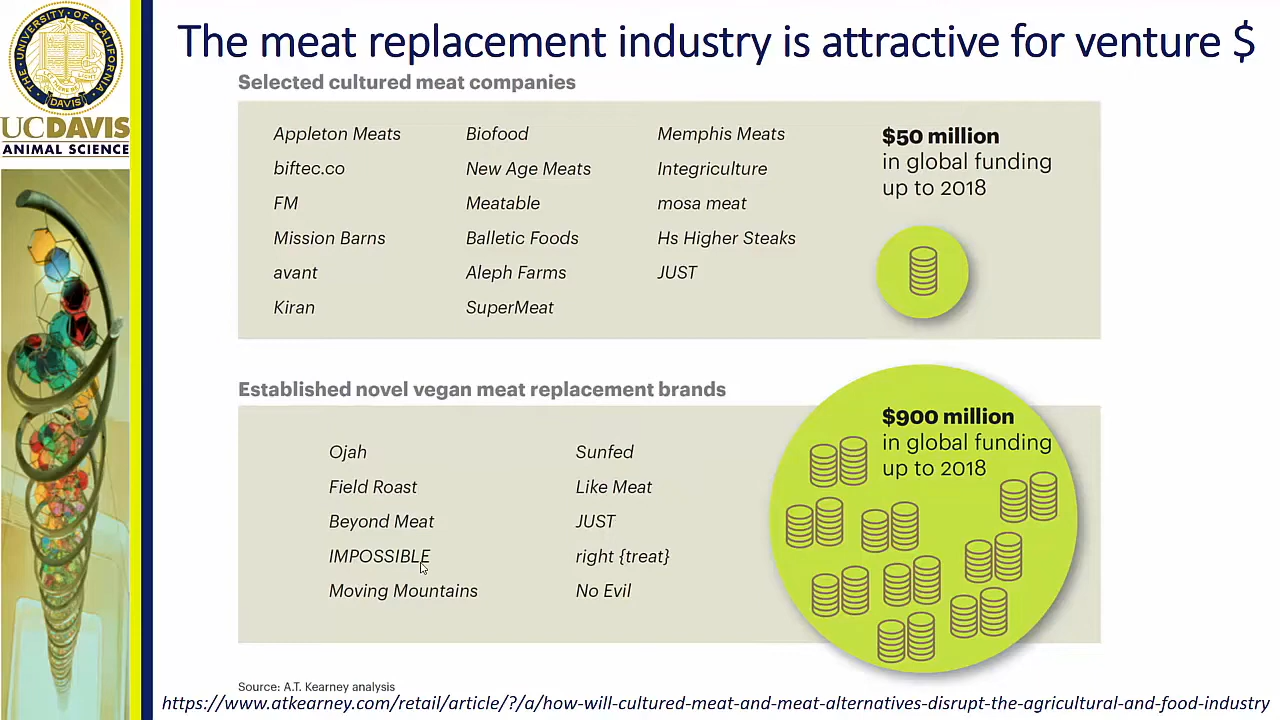 The meat replacement industry is attractive for venture $
THE UNIVERSITY OF CALIFORNIA
DAVIS
UCDAVIS
ANIMAL SCIENCE
Selected cultured meat companies
Appleton Meats
biftec.co
FM
Mission Barns
avant
Kiran
Biofood
New Age Meats
Meatable
Balletic Foods
Aleph Farms
SuperMeat
Memphis Meats
Integriculture
mosa meat
Hs Higher Steaks
JUST
$50 million
in global funding
up to 2018
Established novel vegan meat replacement brands
Ojah
Field Roast
Beyond Meat
IMPOSSIBLE
Moving Mountains
Sunfed
Like Meat
JUST
right {treat}
No Evil
$900 million
in global funding
up to 2018
Source: A.T. Kearney analysis
https://www.atkearney.com/retail/article/?/a/how-will-cultured-meat-and-meat-alternatives-disrupt-the-agricultural-and-food-industry